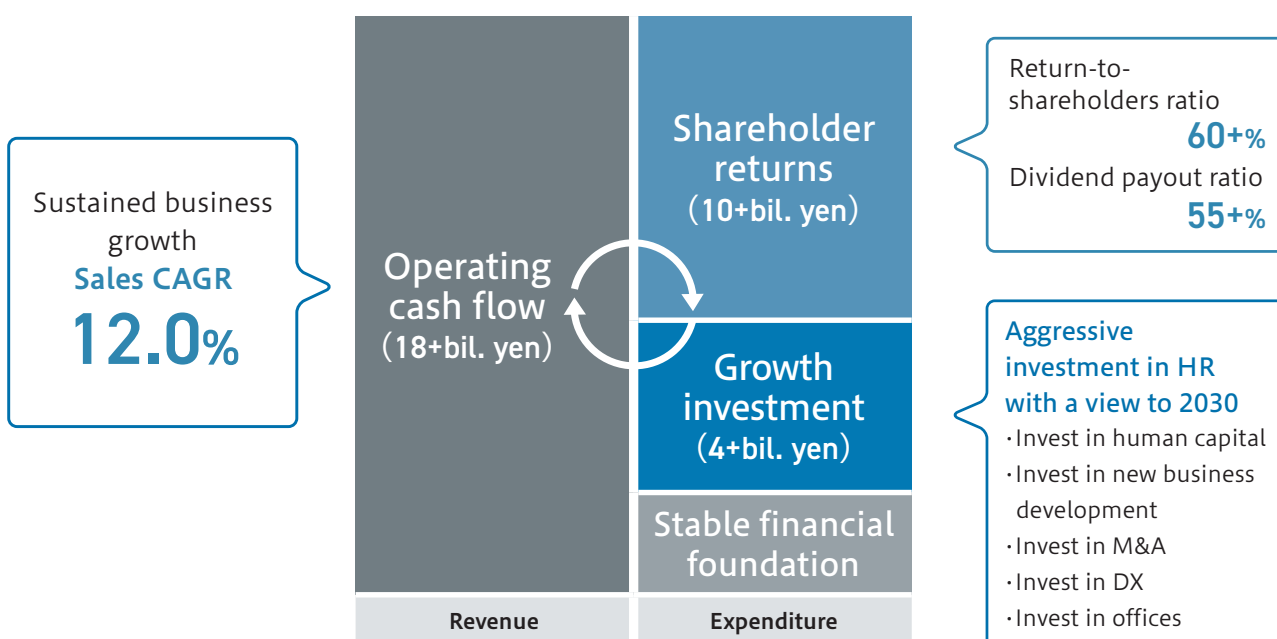 Sustained business
growth
Sales CAGR
12.0%
Operating
cash flow
(18+bil. yen)
Revenue
Shareholder
returns
(10+bil. yen)
Growth
investment
(4+bil. yen)
Stable financial
foundation
Expenditure
Return-to-
shareholders ratio
60+%
Dividend payout ratio
55+%
Aggressive
investment in HR
with a view to 2030
・Invest in human capital
・Invest in new business
development
・Invest in M&A
・Invest in DX
・Invest in offices